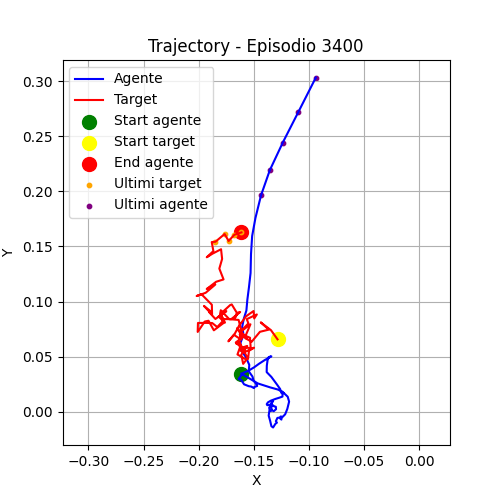 Trajectory - Episodio 3400
Agente
Target
Start agente
Start target
End agente
Ultimi target
Ultimi agente
Y
0.30
0.25
0.20
0.15
0.10
0.05
0.00
−0.30 −0.25 −0.20 −0.15 −0.10 −0.05 0.00
X